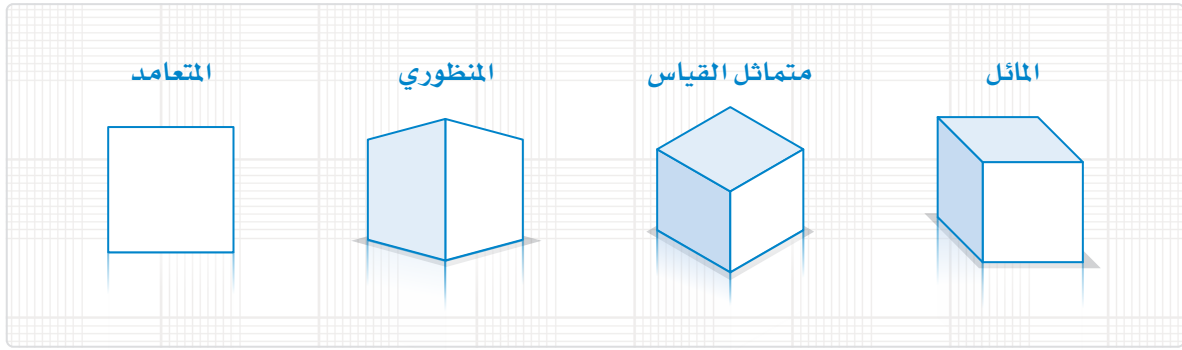 المائل
متماثل القياس
المنظوري
المتعامد